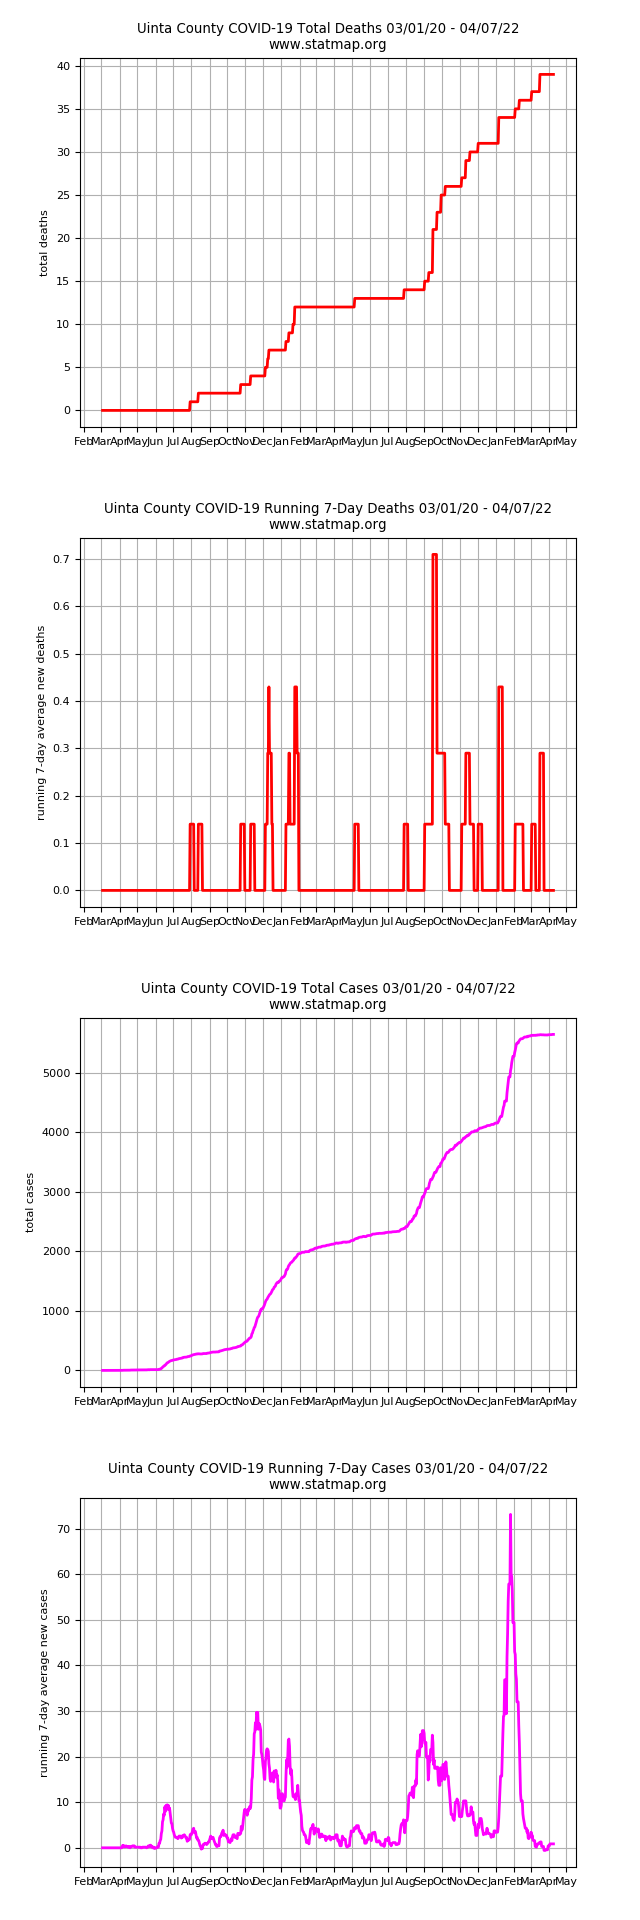 Uinta County COVID-19 Total Deaths 03/01/20 - 04/07/22
www.statmap.org
40
35
30
25
20
15
10
5
0
total deaths
Feb Mar Apr May Jun Jul Aug Sep Oct Nov Dec Jan Feb Mar Apr May Jun Jul Aug Sep Oct Nov Dec Jan Feb Mar Apr May
Uinta County COVID-19 Running 7-Day Deaths 03/01/20 - 04/07/22
www.statmap.org
0.7
0.6
0.5
0.4
0.3
0.2
0.1
0.0
running 7-day average new deaths
Feb Mar Apr May Jun Jul Aug Sep Oct Nov Dec Jan Feb Mar Apr May Jun Jul Aug Sep Oct Nov Dec Jan Feb Mar Apr May
Uinta County COVID-19 Total Cases 03/01/20 - 04/07/22
www.statmap.org
5000
4000
3000
2000
1000
0
total cases
Feb Mar Apr May Jun Jul Aug Sep Oct Nov Dec Jan Feb Mar Apr May Jun Jul Aug Sep Oct Nov Dec Jan Feb Mar Apr May
Uinta County COVID-19 Running 7-Day Cases 03/01/20 - 04/07/22
www.statmap.org
70
60
50
40
30
20
10
0
running 7-day average new cases
Feb Mar Apr May Jun Jul Aug Sep Oct Nov Dec Jan Feb Mar Apr May Jun Jul Aug Sep Oct Nov Dec Jan Feb Mar Apr May